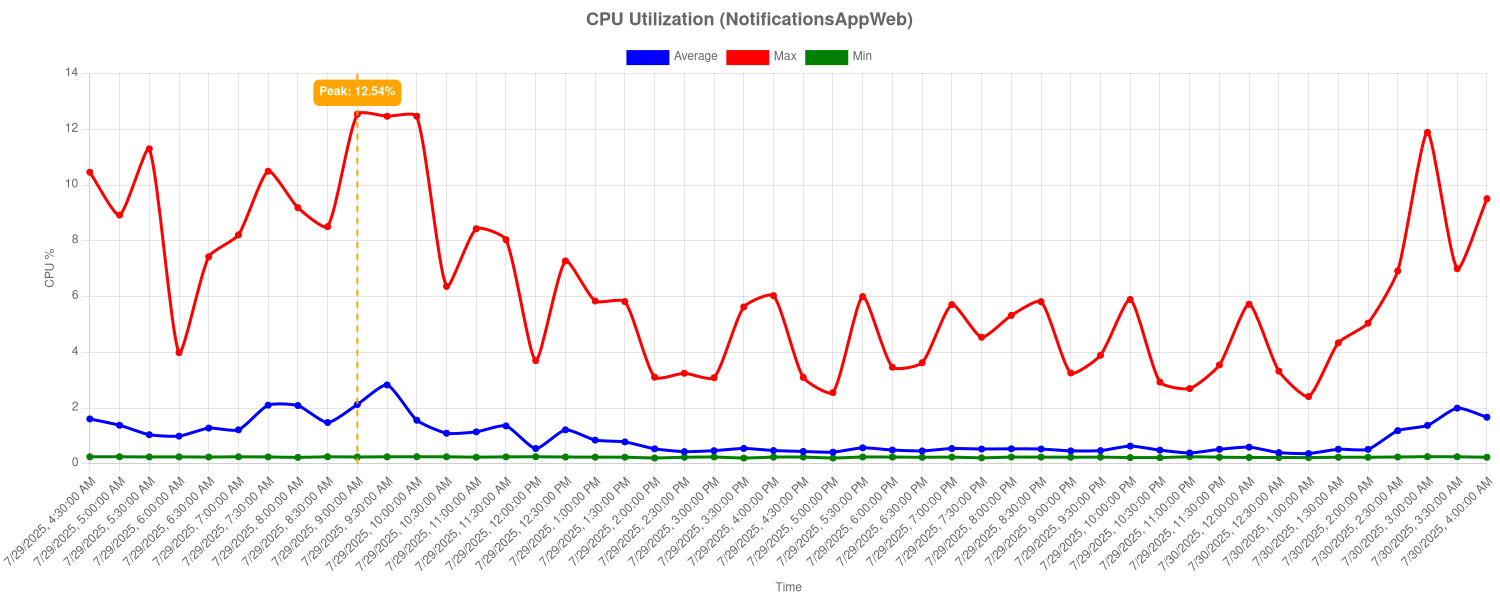 CPU Utilization (NotificationsAppWeb)
Average Max Min
14
Peak: 12.54%
12
10
8
6
4
2
0
CPU %
7/29/2025, 4:30:00 AM
7/29/2025, 5:00:00 AM
7/29/2025, 5:30:00 AM
7/29/2025, 6:00:00 AM
7/29/2025, 6:30:00 AM
7/29/2025, 7:00:00 AM
7/29/2025, 7:30:00 AM
7/29/2025, 8:00:00 AM
7/29/2025, 8:30:00 AM
7/29/2025, 9:00:00 AM
7/29/2025, 9:30:00 AM
7/29/2025, 10:00:00 AM
7/29/2025, 10:30:00 AM
7/29/2025, 11:00:00 AM
7/29/2025, 11:30:00 AM
7/29/2025, 12:00:00 PM
7/29/2025, 12:30:00 PM
7/29/2025, 1:00:00 PM
7/29/2025, 1:30:00 PM
7/29/2025, 2:00:00 PM
7/29/2025, 2:30:00 PM
7/29/2025, 3:00:00 PM
7/29/2025, 3:30:00 PM
7/29/2025, 4:00:00 PM
7/29/2025, 4:30:00 PM
7/29/2025, 5:00:00 PM
7/29/2025, 5:30:00 PM
7/29/2025, 6:00:00 PM
7/29/2025, 6:30:00 PM
7/29/2025, 7:00:00 PM
7/29/2025, 7:30:00 PM
7/29/2025, 8:00:00 PM
7/29/2025, 8:30:00 PM
7/29/2025, 9:00:00 PM
7/29/2025, 9:30:00 PM
7/29/2025, 10:00:00 PM
7/29/2025, 10:30:00 PM
7/29/2025, 11:00:00 PM
7/29/2025, 11:30:00 PM
7/30/2025, 12:00:00 AM
7/30/2025, 12:30:00 AM
7/30/2025, 1:00:00 AM
7/30/2025, 1:30:00 AM
7/30/2025, 2:00:00 AM
7/30/2025, 2:30:00 AM
7/30/2025, 3:00:00 AM
7/30/2025, 3:30:00 AM
7/30/2025, 4:00:00 AM
Time